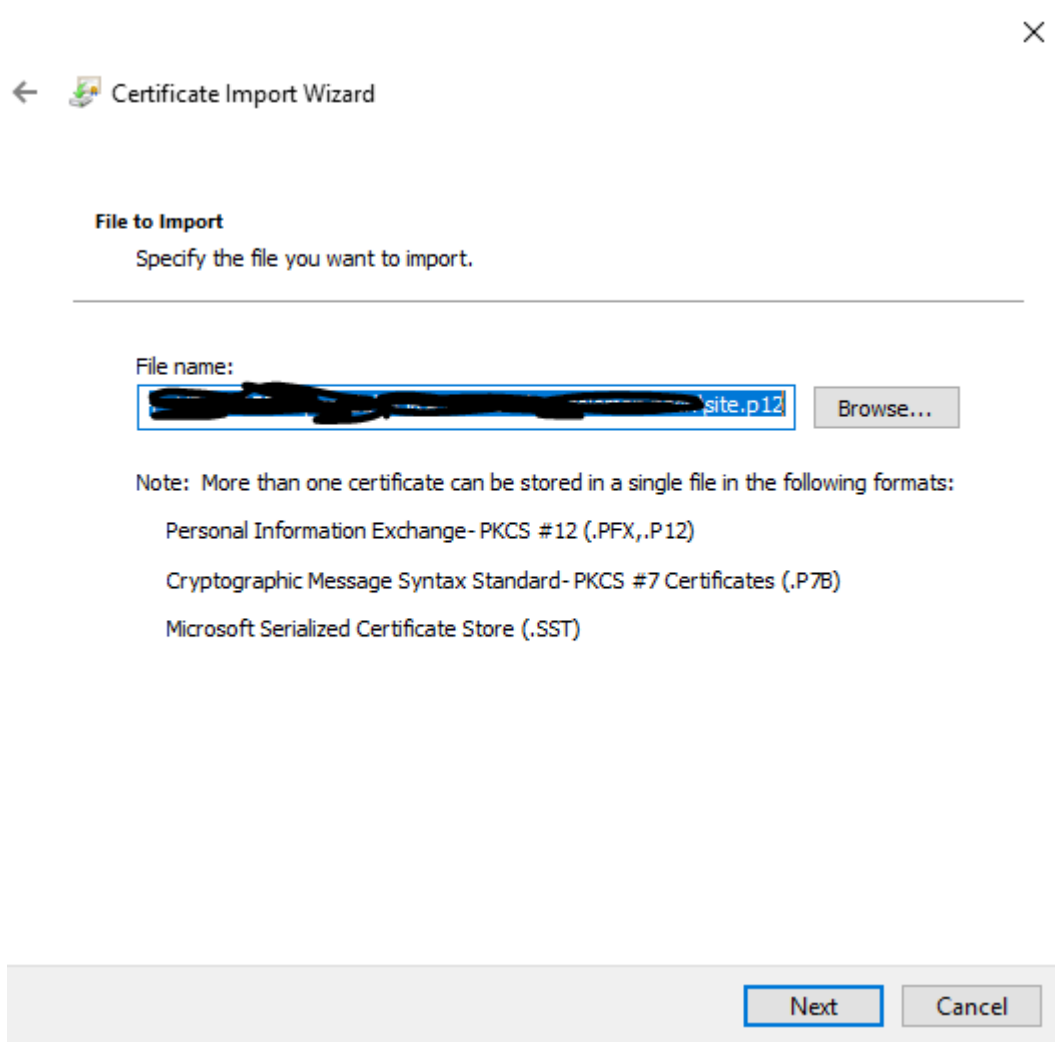 Certificate Import Wizard
File to Import
Specify the file you want to import.
File name:
\site.p12
Browse...
Note: More than one certificate can be stored in a single file in the following formats:
Personal Information Exchange- PKCS #12 (.PFX,.P12)
Cryptographic Message Syntax Standard- PKCS #7 Certificates (.P7B)
Microsoft Serialized Certificate Store (.SST)
Next
Cancel